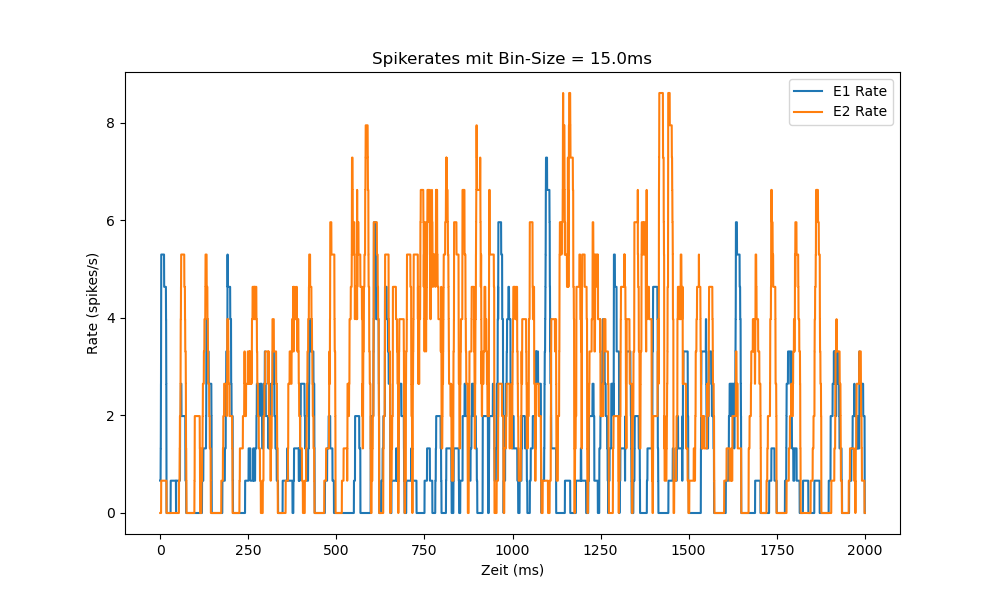 Spikerates mit Bin-Size = 15.0ms
E1 Rate
E2 Rate
Rate (spikes/s)
8
6
4
2
0
0 250 500 750 1000 1250 1500 1750 2000
Zeit (ms)